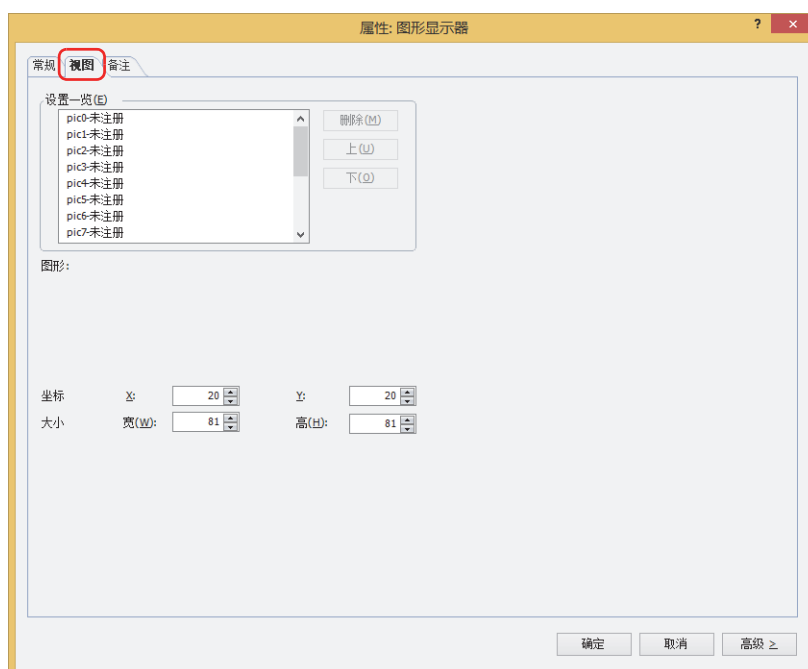 属性: 图形显示器 ? ×
常规 视图 备注
设置一览(E)
pic0-未注册
pic1-未注册
pic2-未注册
pic3-未注册
pic4-未注册
pic5-未注册
pic6-未注册
pic7-未注册
删除(M)
上(U)
下(O)
图形:
坐标 X: 20 Y: 20
大小 宽(W): 81 高(H): 81
确定 取消 高级 ≥